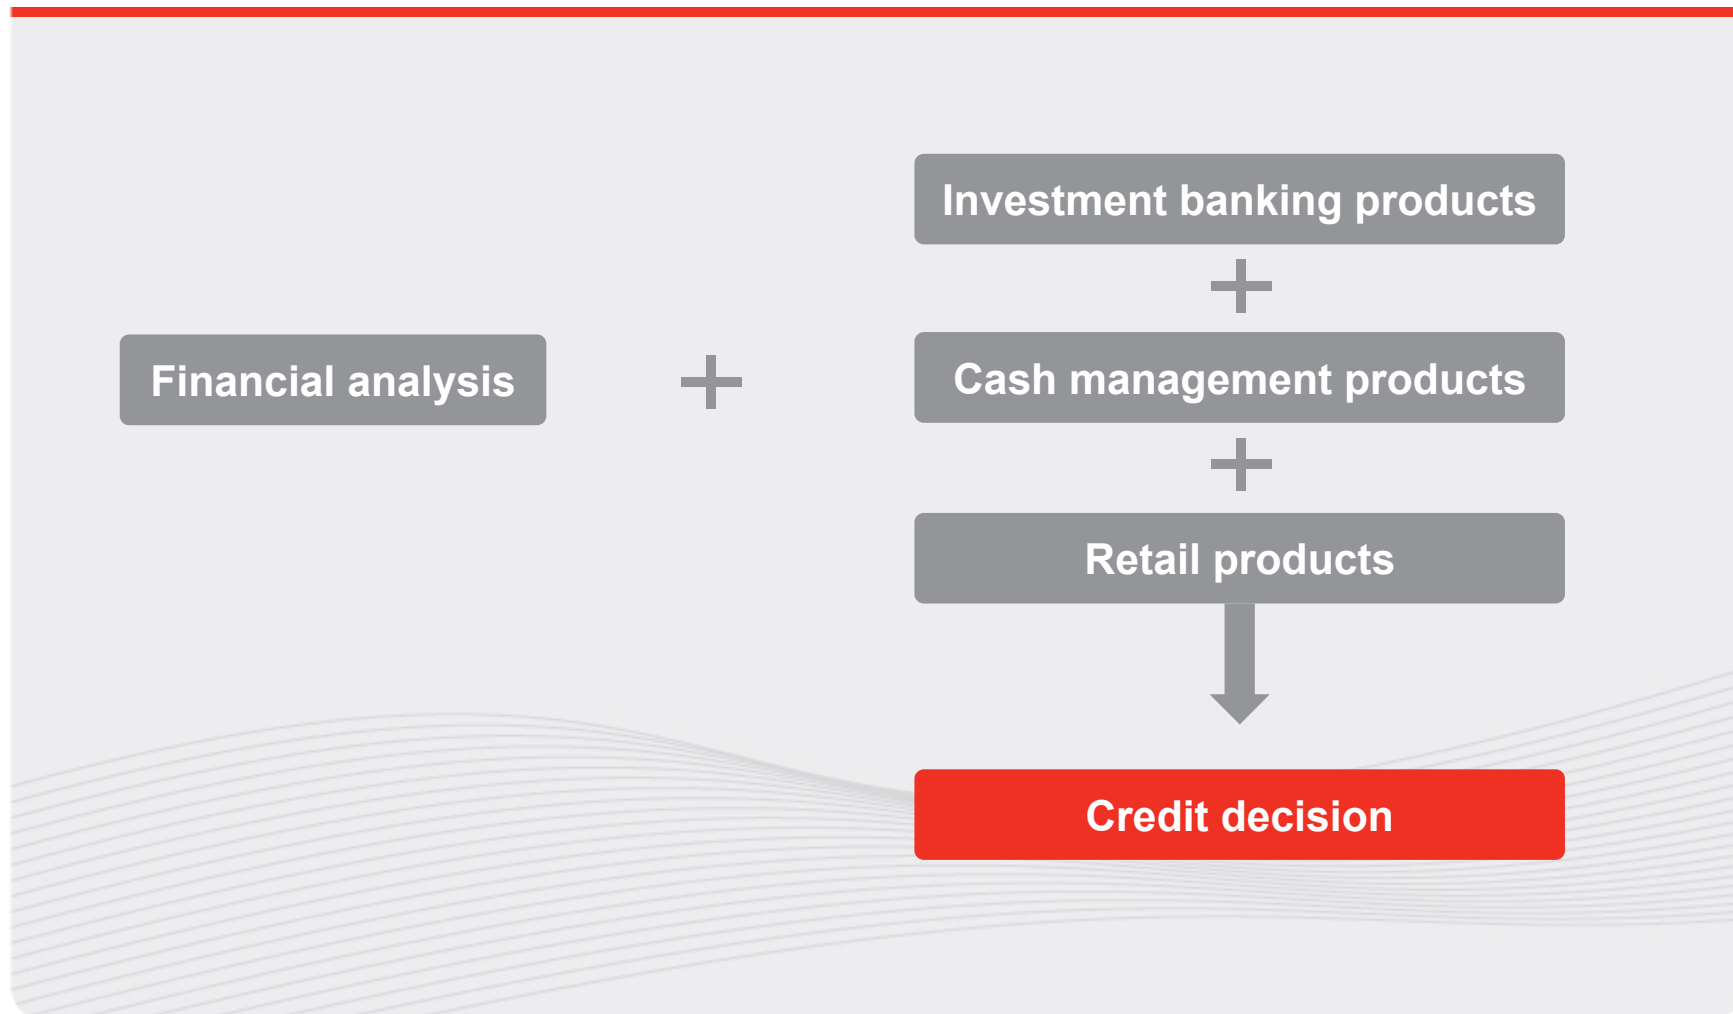 Investment banking products
Financial analysis
Cash management products
Retail products
Credit decision